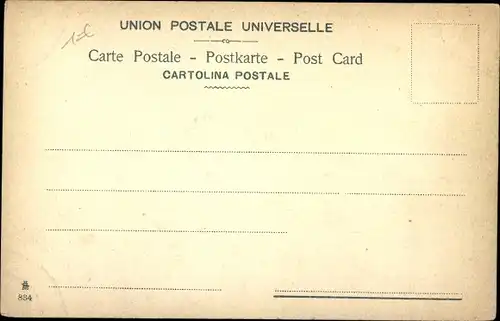 UNION POSTALE UNIVERSELLE
Carte Postale - Postkarte - Post Card
CARTOLINA POSTALE
834